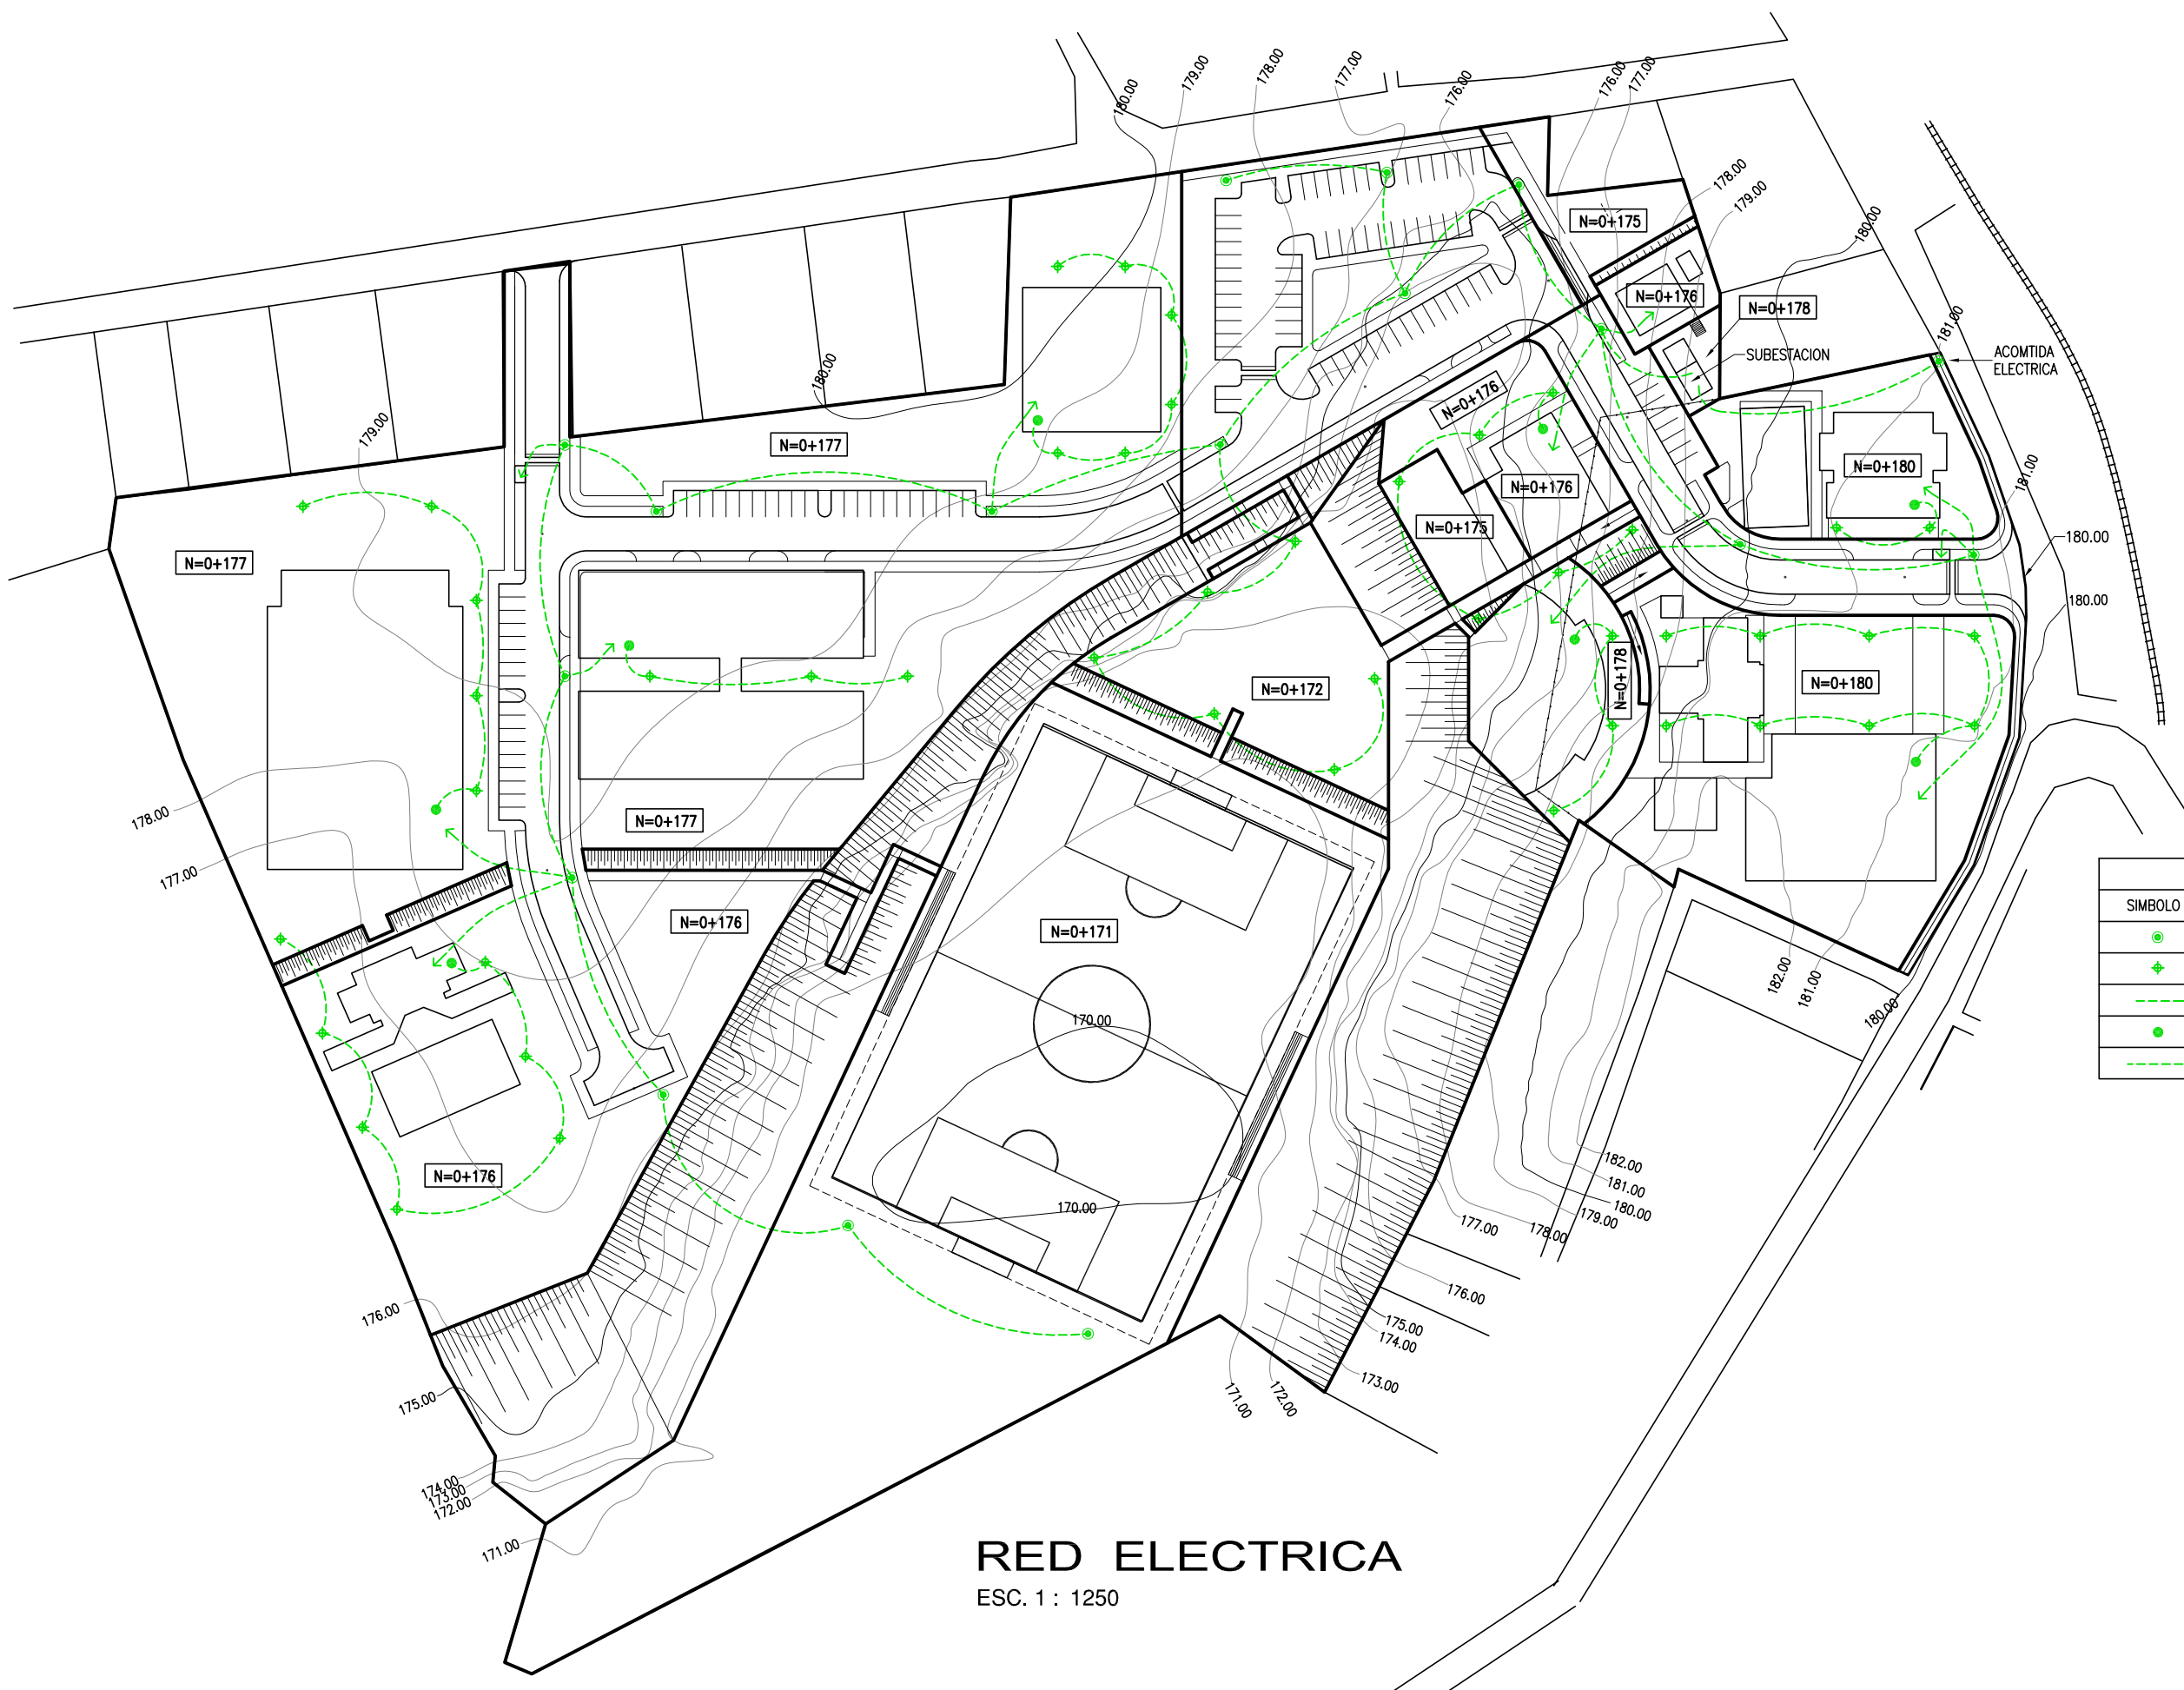 180.00
179.00
178.00
177.00
176.00
176.00
177.00
178.00
179.00
180.00
N=0+175
N=0+176
N=0+178
181.00
SUBESTACION
ACOMTIDA
ELECTRICA
180.00
179.00
N=0+177
N=0+176
N=0+180
181.00
N=0+176
N=0+175
180.00
N=0+177
180.00
N=0+178
N=0+172
N=0+180
178.00
N=0+177
177.00
SIMBOLO
N=0+176
N=0+171
182.00
181.00
180.00
170.00
N=0+176
182.00
181.00
180.00
179.00
178.00
177.00
170.00
176.00
176.00
175.00
174.00
173.00
172.00
171.00
175.00
174.00
173.00
172.00
171.00
RED ELECTRICA
ESC. 1 : 1250